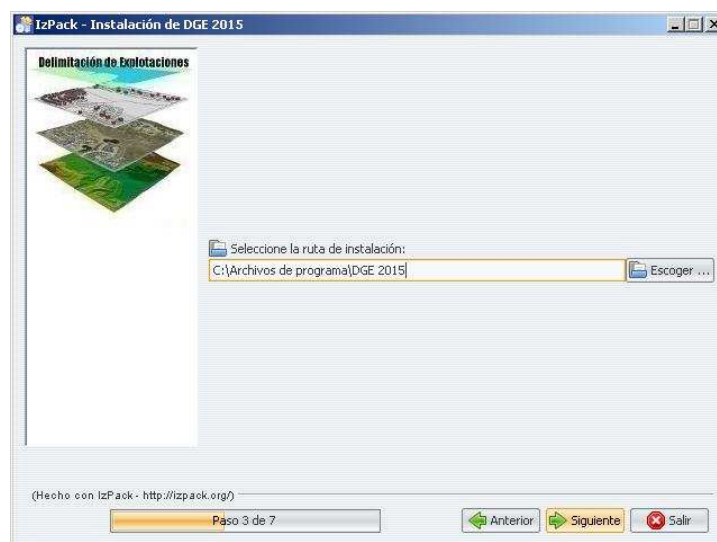 IzPack - Instalación de DGE 2015
Delimitación de Explotaciones
Seleccione la ruta de instalación:
C:\Archivos de programa\DGE 2015
Escoger ...
(Hecho con IzPack - http://izpack.org/)
Paso 3 de 7
Anterior
Siguiente
Salir